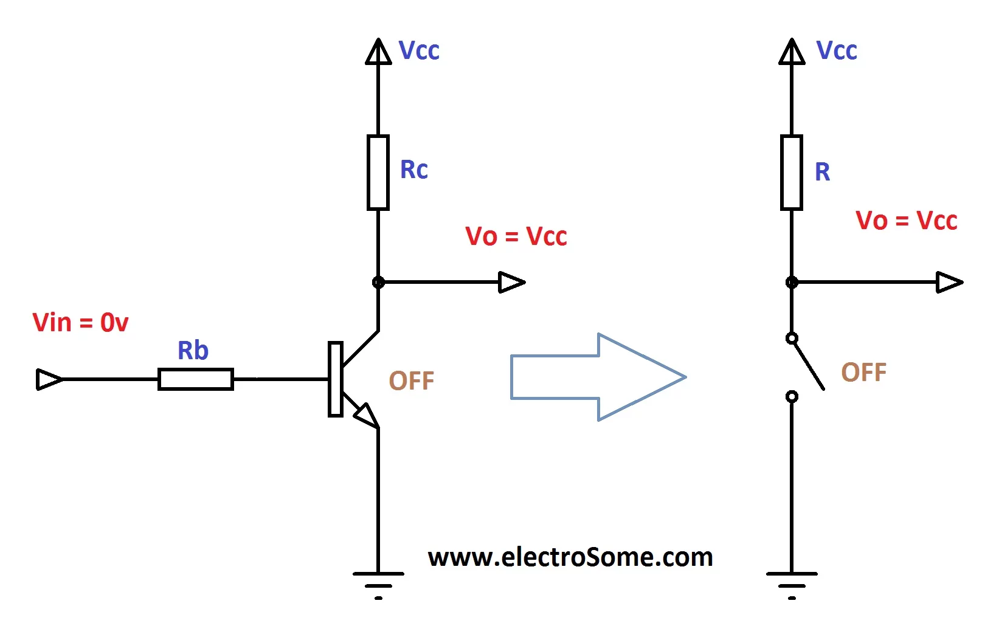 Vcc
Rc
Vo = Vcc
Vin = 0v
Rb
OFF
Vcc
R
Vo = Vcc
OFF
www.electroSome.com